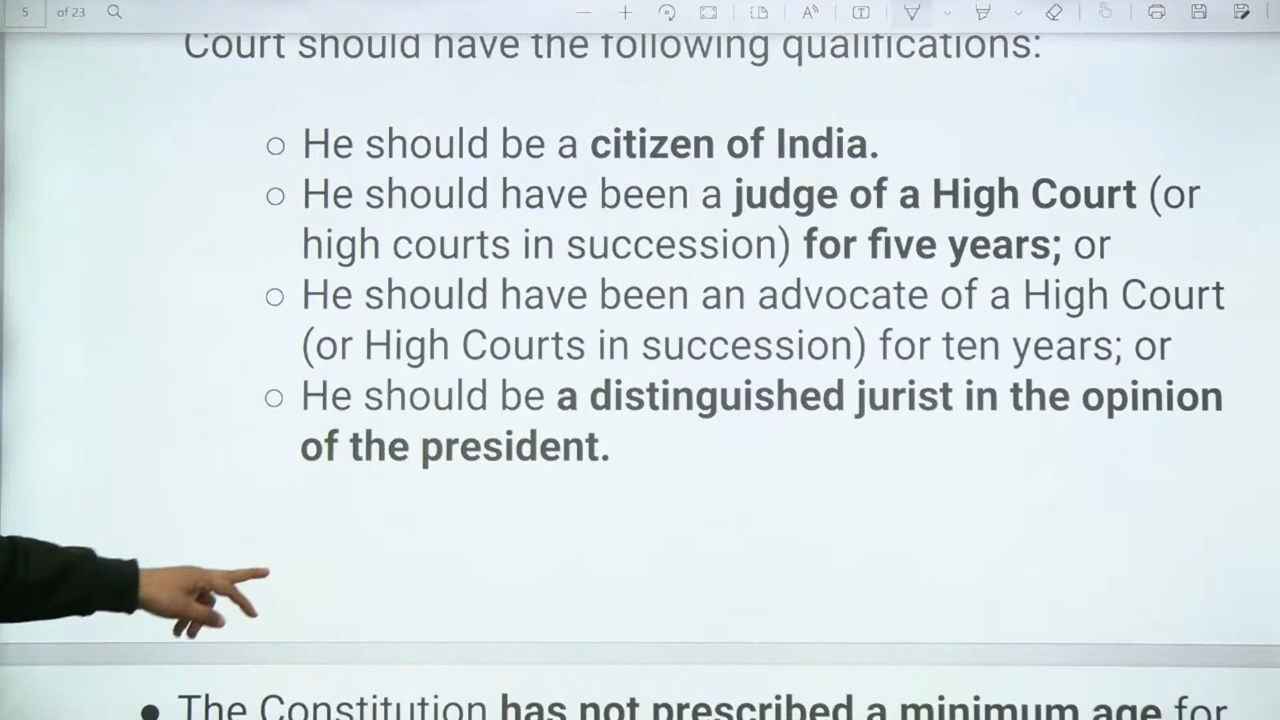 5 of 23
Court should have the following qualifications:
○ He should be a citizen of India.
○ He should have been a judge of a High Court (or
high courts in succession) for five years; or
○ He should have been an advocate of a High Court
(or High Courts in succession) for ten years; or
○ He should be a distinguished jurist in the opinion
of the president.
● The Constitution has not prescribed a minimum age for